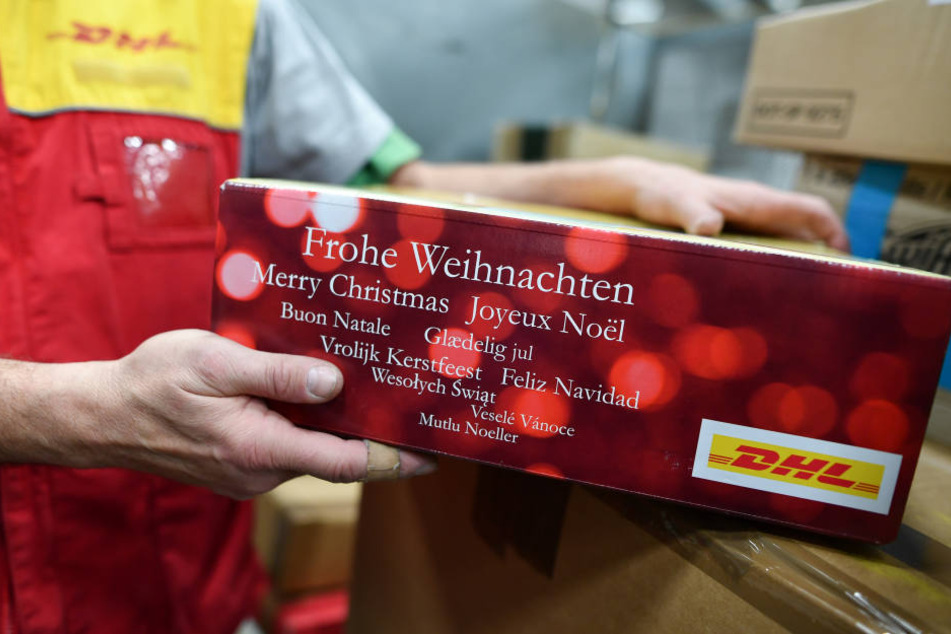 DHL
Frohe Weihnachten
Merry Christmas Joyeux Noël
Buon Natale Glædelig jul
Vrolijk Kerstfeest Feliz Navidad
Wesołych Świąt
Veselé Vánoce
Mutlu Noeller
DHL